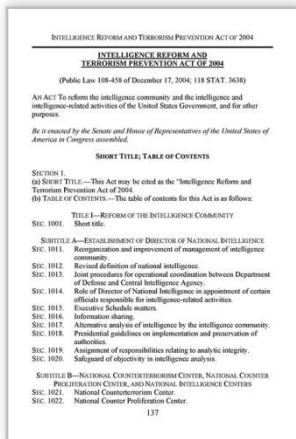 INTELLIGENCE REFORM AND TERRORISM PREVENTION ACT OF 2004
INTELLIGENCE REFORM AND
TERRORISM PREVENTION ACT OF 2004
(Public Law 108-458 of December 17, 2004; 118 STAT. 3638)
AN ACT To reform the intelligence community and the intelligence and
intelligence-related activities of the United States Government, and for other
purposes.
Be it enacted by the Senate and House of Representatives of the United States of
America in Congress assembled,
SHORT TITLE; TABLE OF CONTENTS
SECTION 1.
(a) SHORT TITLE.—This Act may be cited as the "Intelligence Reform and
Terrorism Prevention Act of 2004.
(b) TABLE OF CONTENTS.—The table of contents for this Act is as follows:
TITLE I—REFORM OF THE INTELLIGENCE COMMUNITY
SEC. 1001. Short title.
SUBTITLE A—ESTABLISHMENT OF DIRECTOR OF NATIONAL INTELLIGENCE
SEC. 1011. Reorganization and improvement of management of intelligence
community.
SEC. 1012. Revised definition of national intelligence.
SEC. 1013. Joint procedures for operational coordination between Department
of Defense and Central Intelligence Agency.
SEC. 1014. Role of Director of National Intelligence in appointment of certain
officials responsible for intelligence-related activities.
SEC. 1015. Executive Schedule matters.
SEC. 1016. Information sharing.
SEC. 1017. Alternative analysis of intelligence by the intelligence community.
SEC. 1018. Presidential guidelines on implementation and preservation of
authorities.
SEC. 1019. Assignment of responsibilities relating to analytic integrity.
SEC. 1020. Safeguard of objectivity in intelligence analysis.
SUBTITLE B—NATIONAL COUNTERTERRORISM CENTER, NATIONAL COUNTER
PROLIFERATION CENTER, AND NATIONAL INTELLIGENCE CENTERS
SEC. 1021. National Counterterrorism Center.
SEC. 1022. National Counter Proliferation Center.
137